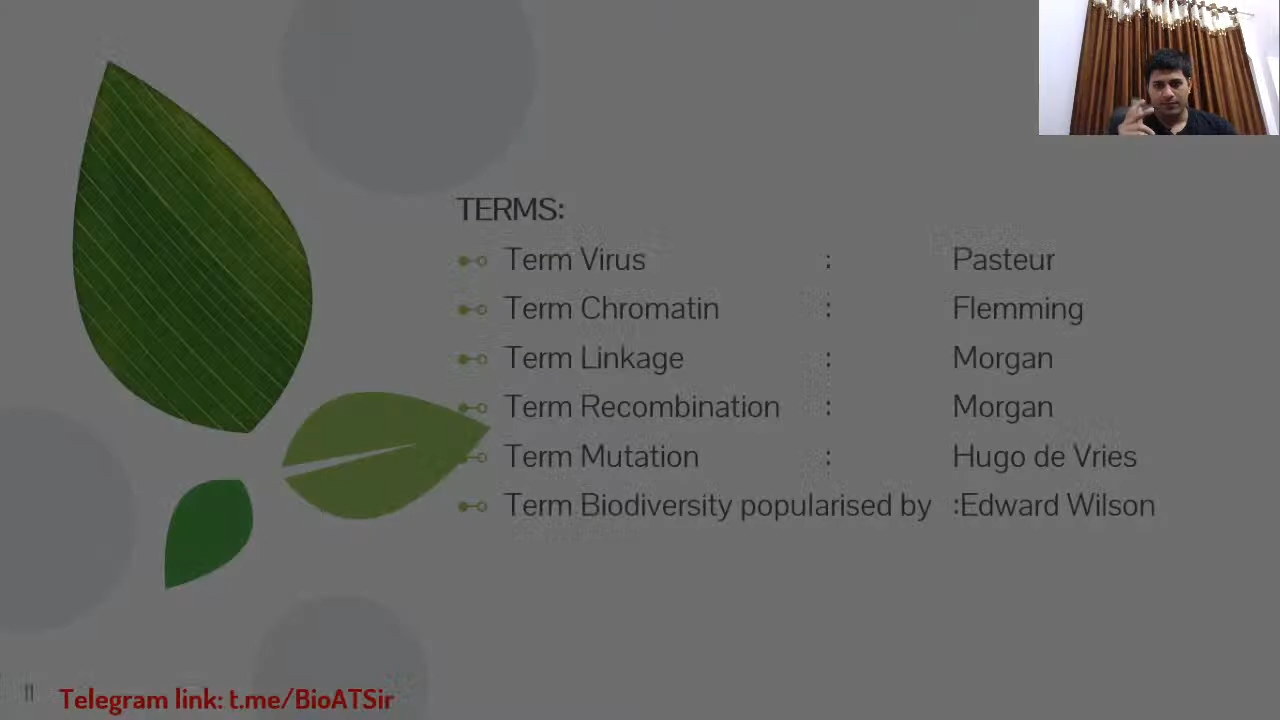 TERMS:
Term Virus : Pasteur
Term Chromatin : Flemming
Term Linkage : Morgan
Term Recombination : Morgan
Term Mutation : Hugo de Vries
Term Biodiversity popularised by :Edward Wilson
11 Telegram link: t.me/BioATSir